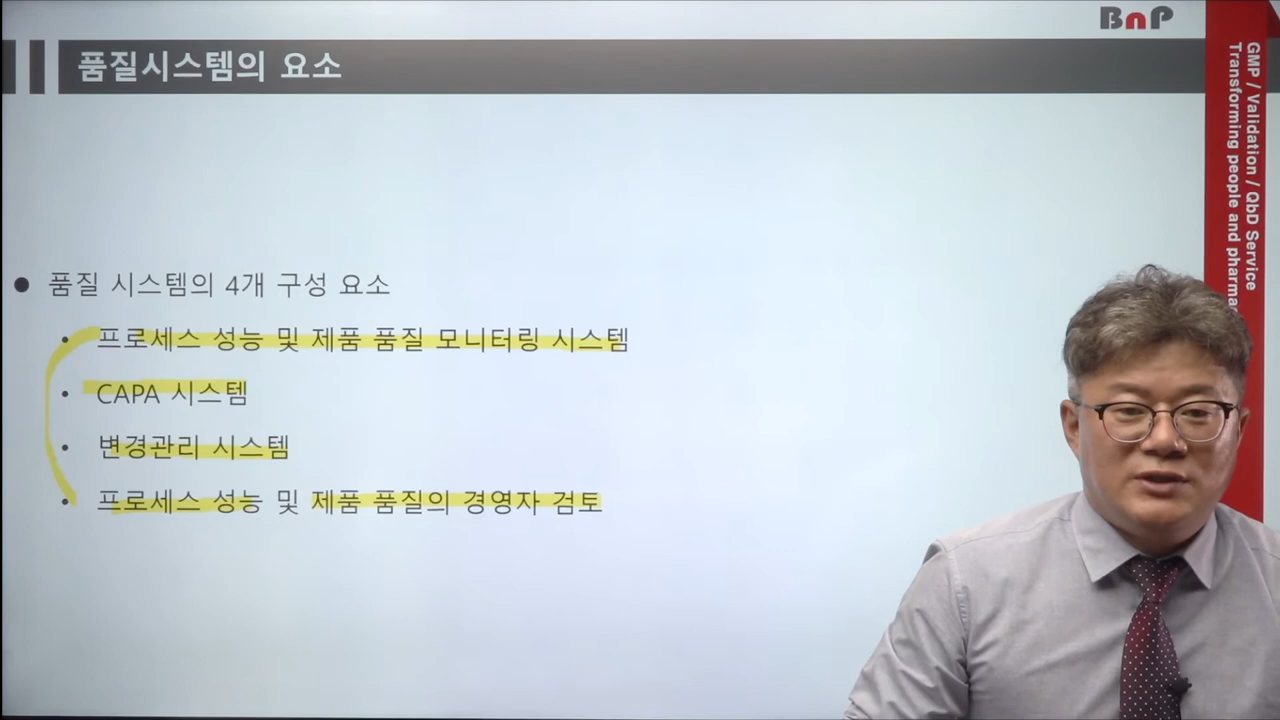 BnP
품질시스템의 요소
GMP / Validation / QbD Service
Transforming people and pharma
● 품질 시스템의 4개 구성 요소
• 프로세스 성능 및 제품 품질 모니터링 시스템
• CAPA 시스템
• 변경관리 시스템
• 프로세스 성능 및 제품 품질의 경영자 검토